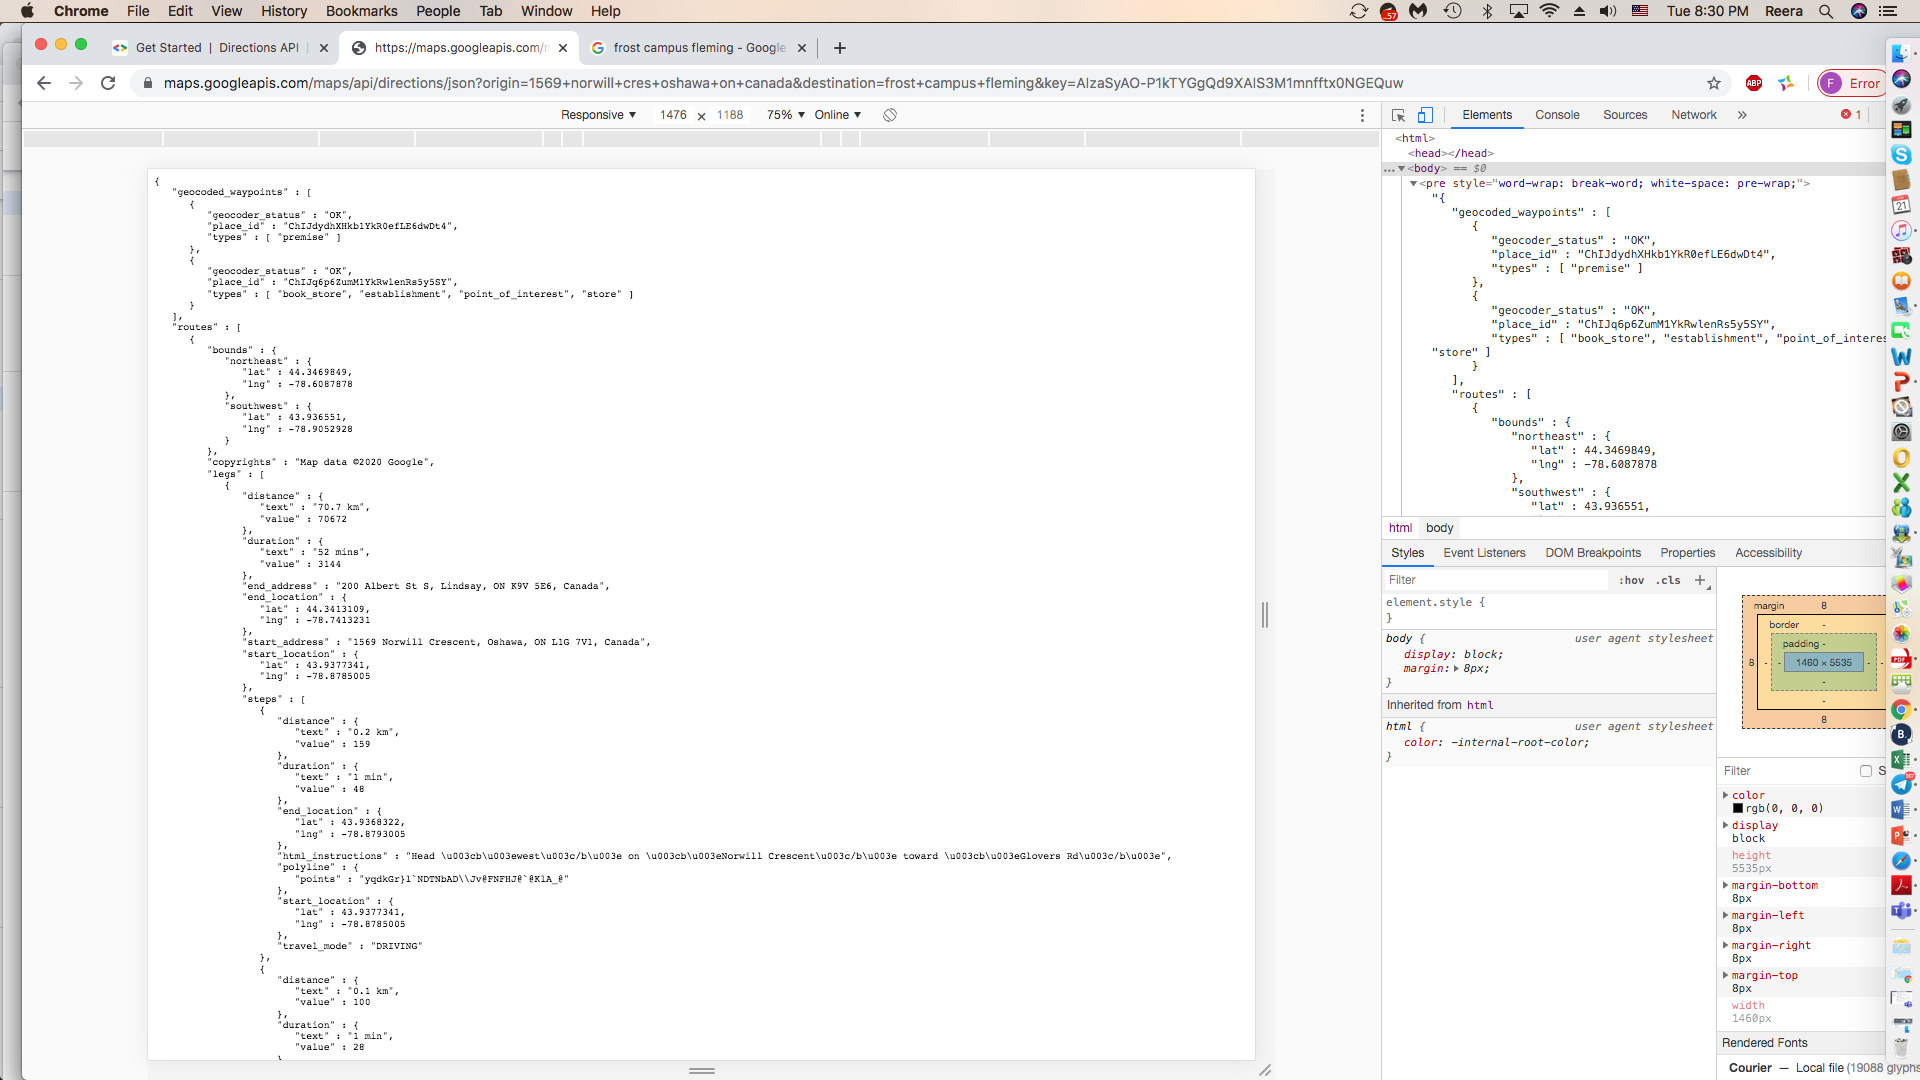 Chrome File Edit View History Bookmarks People Tab Window Help
57
Tue 8:30 PM Reera
Get Started | Directions API
https://maps.googleapis.com/m
frost campus fleming - Google
maps.googleapis.com/maps/api/directions/json?origin=1569+norwill+cres+oshawa+on+canada&destination=frost+campus+fleming&key=AIzaSyAO-P1kTYGgQd9XAlS3M1mnfftx0NGEQuw
ABP
F Error
Responsive ▼ 1476 × 1188 75% ▼ Online ▼
{
"geocoded_waypoints" : [
{
"geocoder_status" : "OK",
"place_id" : "ChIJdydhXHkb1YkR0efLE6dwDt4",
"types" : [ "premise" ]
},
{
"geocoder_status" : "OK",
"place_id" : "ChIJq6p6ZumM1YkRwlenRs5y5SY",
"types" : [ "book_store", "establishment", "point_of_interest", "store" ]
}
],
"routes" : [
{
"bounds" : {
"northeast" : {
"lat" : 44.3469849,
"lng" : -78.6087878
},
"southwest" : {
"lat" : 43.936551,
"lng" : -78.9052928
}
},
"copyrights" : "Map data ©2020 Google",
"legs" : [
{
"distance" : {
"text" : "70.7 km",
"value" : 70672
},
"duration" : {
"text" : "52 mins",
"value" : 3144
},
"end_address" : "200 Albert St S, Lindsay, ON K9V 5E6, Canada",
"end_location" : {
"lat" : 44.3413109,
"lng" : -78.7413231
},
"start_address" : "1569 Norwill Crescent, Oshawa, ON L1G 7V1, Canada",
"start_location" : {
"lat" : 43.9377341,
"lng" : -78.8785005
},
"steps" : [
{
"distance" : {
"text" : "0.2 km",
"value" : 159
},
"duration" : {
"text" : "1 min",
"value" : 48
},
"end_location" : {
"lat" : 43.9368322,
"lng" : -78.8793005
},
"html_instructions" : "Head \u003cb\u003ewest\u003c/b\u003e on \u003cb\u003eNorwill Crescent\u003c/b\u003e toward \u003cb\u003eGlovers Rd\u003c/b\u003e",
"polyline" : {
"points" : "yqdkGr}l`NDTNbAD\\Jv@FNFHJ@`@KlA_@"
},
"start_location" : {
"lat" : 43.9377341,
"lng" : -78.8785005
},
"travel_mode" : "DRIVING"
},
{
"distance" : {
"text" : "0.1 km",
"value" : 100
},
"duration" : {
"text" : "1 min",
"value" : 28
Elements Console Sources Network » 1
<html>
<head></head>
... ▼<body> == $0
▼<pre style="word-wrap: break-word; white-space: pre-wrap;">
"{
"geocoded_waypoints" : [
{
"geocoder_status" : "OK",
"place_id" : "ChIJdydhXHkb1YkR0efLE6dwDt4",
"types" : [ "premise" ]
},
{
"geocoder_status" : "OK",
"place_id" : "ChIJq6p6ZumM1YkRwlenRs5y5SY",
"types" : [ "book_store", "establishment", "point_of_interes
"store" ]
}
],
"routes" : [
{
"bounds" : {
"northeast" : {
"lat" : 44.3469849,
"lng" : -78.6087878
},
"southwest" : {
"lat" : 43.936551,
html body
Styles Event Listeners DOM Breakpoints Properties Accessibility
Filter :hov .cls +
element.style {
}
body { user agent stylesheet
display: block;
margin: ▶ 8px;
}
Inherited from html
html { user agent stylesheet
color: -internal-root-color;
}
margin 8
border -
padding -
8 - - 1460 × 5535 - -
-
-
8
Filter S
color
rgb(0, 0, 0)
display
block
height
5535px
margin-bottom
8px
margin-left
8px
margin-right
8px
margin-top
8px
width
1460px
Rendered Fonts
Courier — Local file (19088 glyphs
21
PDF
B.